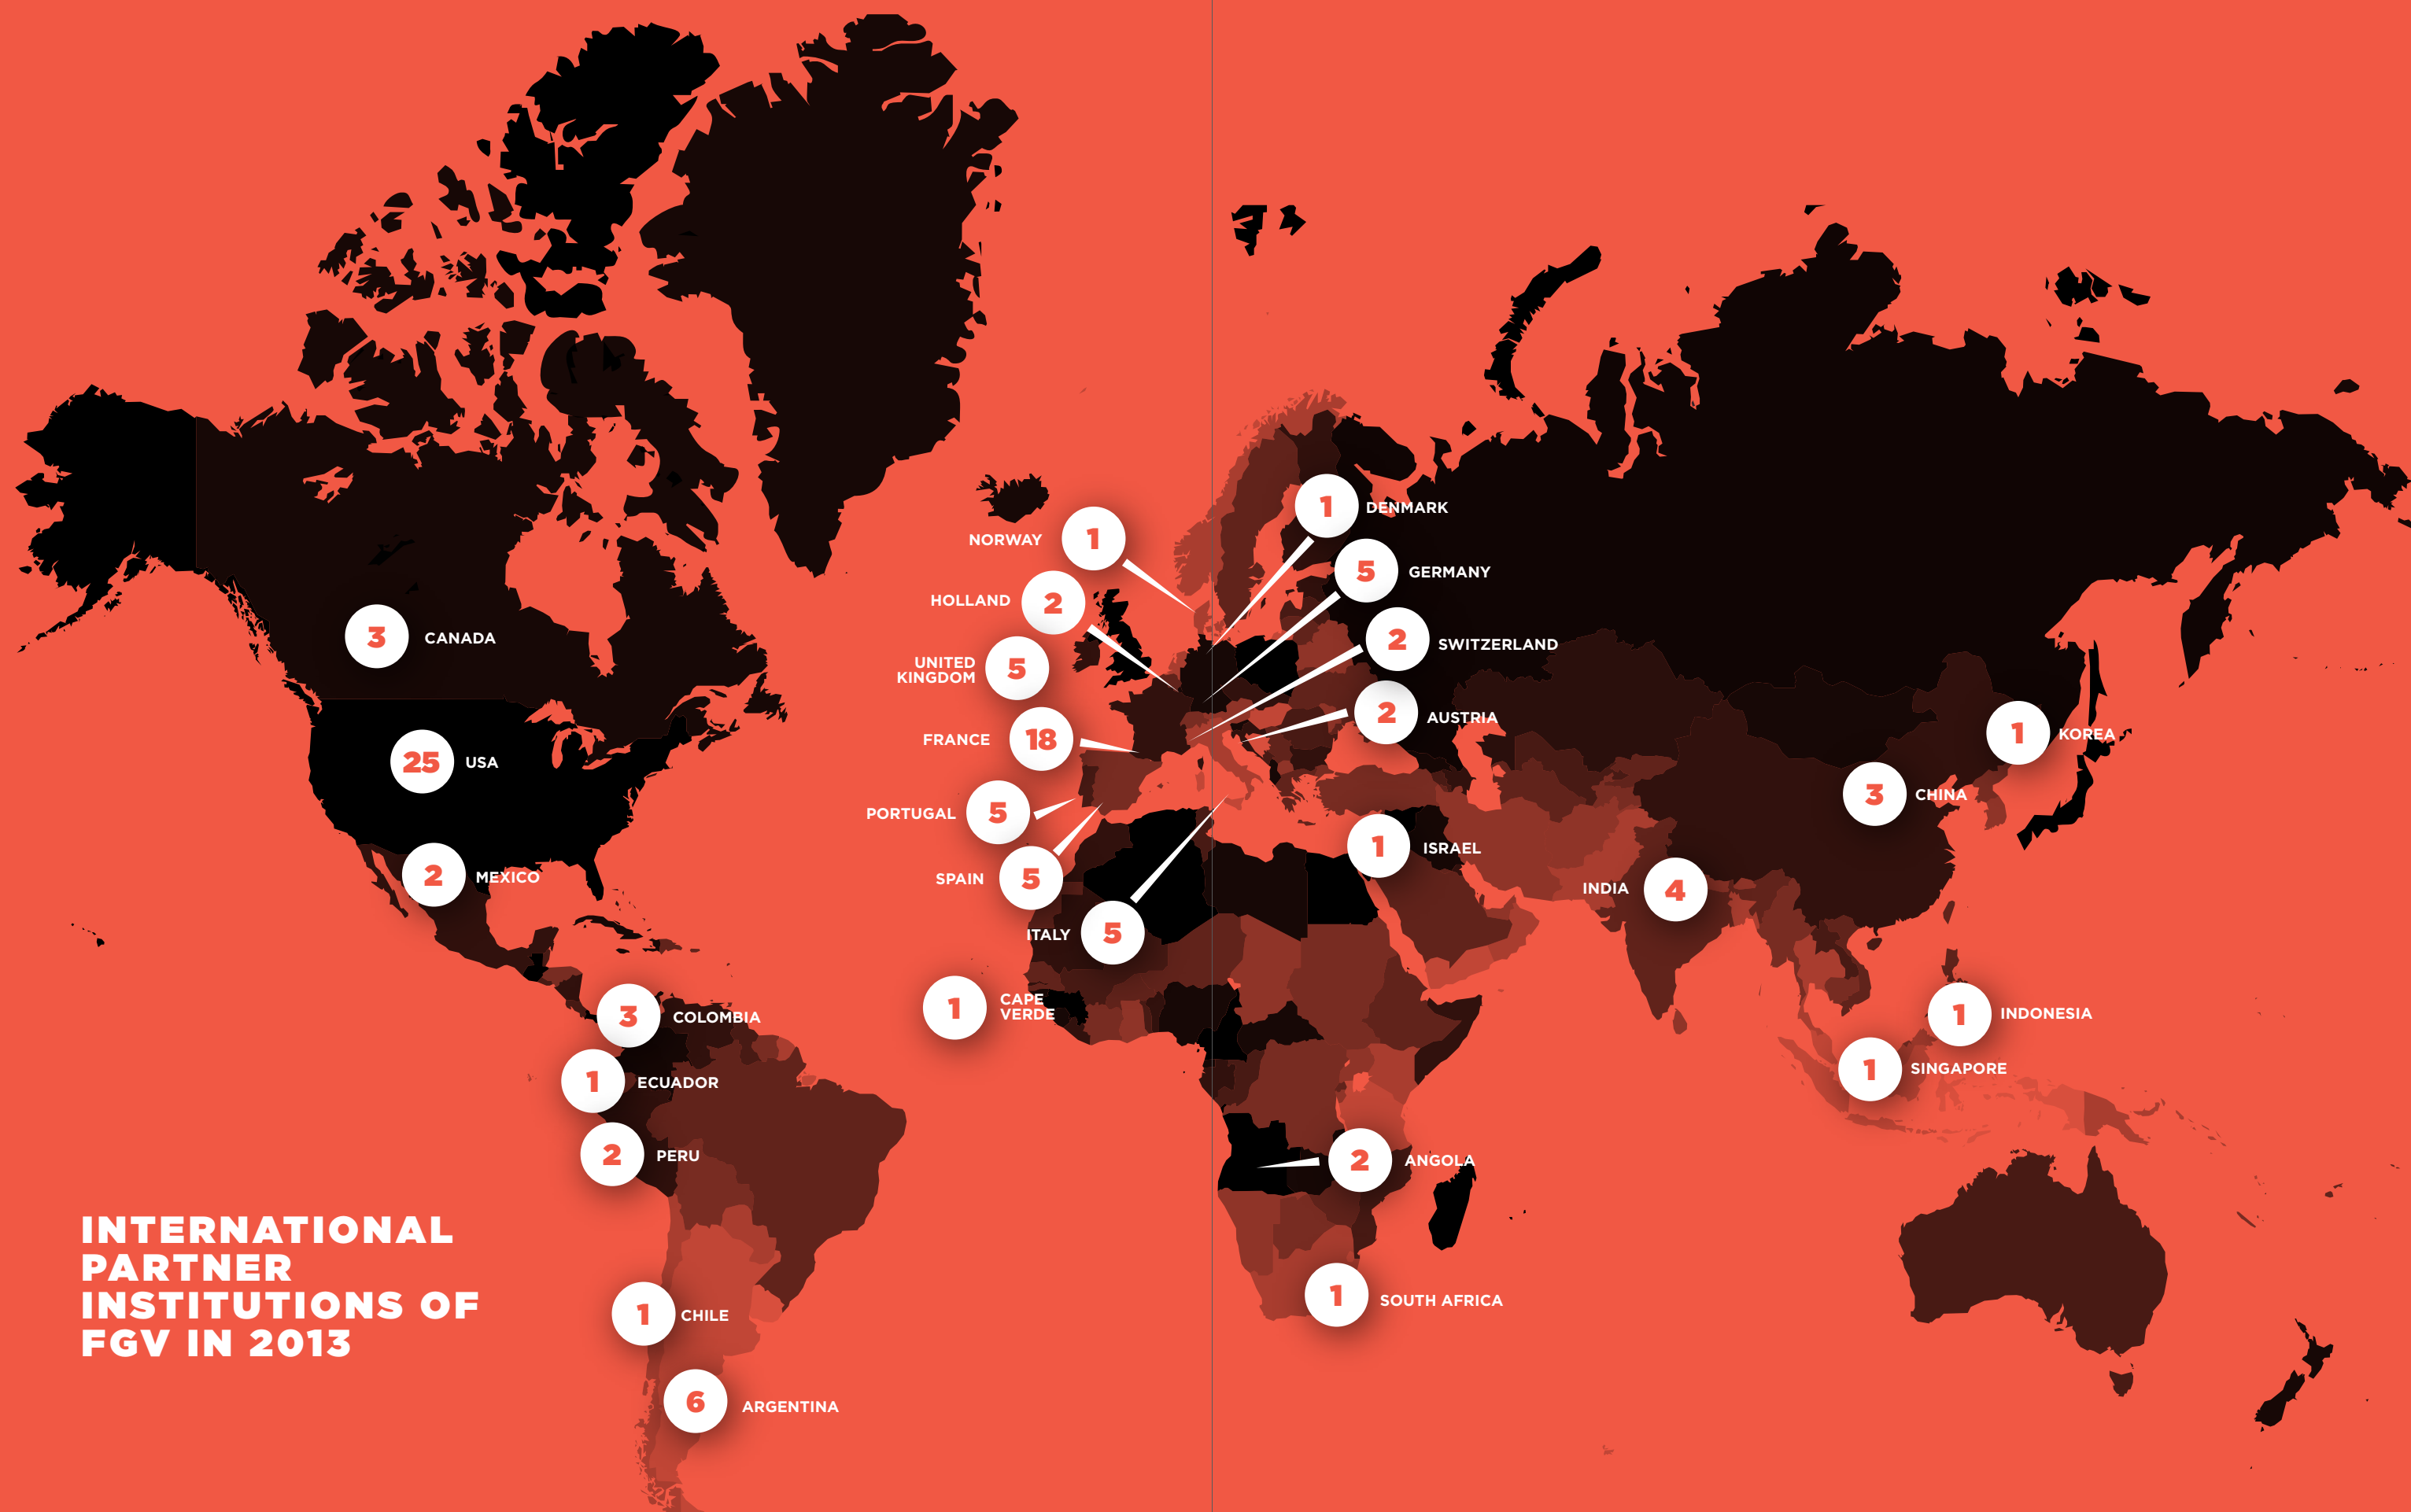 1
DENMARK
NORWAY
1
5
GERMANY
HOLLAND
2
3
CANADA
2
SWITZERLAND
UNITED
KINGDOM
5
2
AUSTRIA
FRANCE
18
1
KOREA
25
USA
3
CHINA
PORTUGAL
5
1
ISRAEL
2
MEXICO
SPAIN
5
INDIA
4
ITALY
5
1
CAPE
VERDE
3
COLOMBIA
1
INDONESIA
1
SINGAPORE
1
ECUADOR
2
PERU
2
ANGOLA
INTERNATIONAL
PARTNER
INSTITUTIONS OF
FGV IN 2013
1
SOUTH AFRICA
1
CHILE
6
ARGENTINA